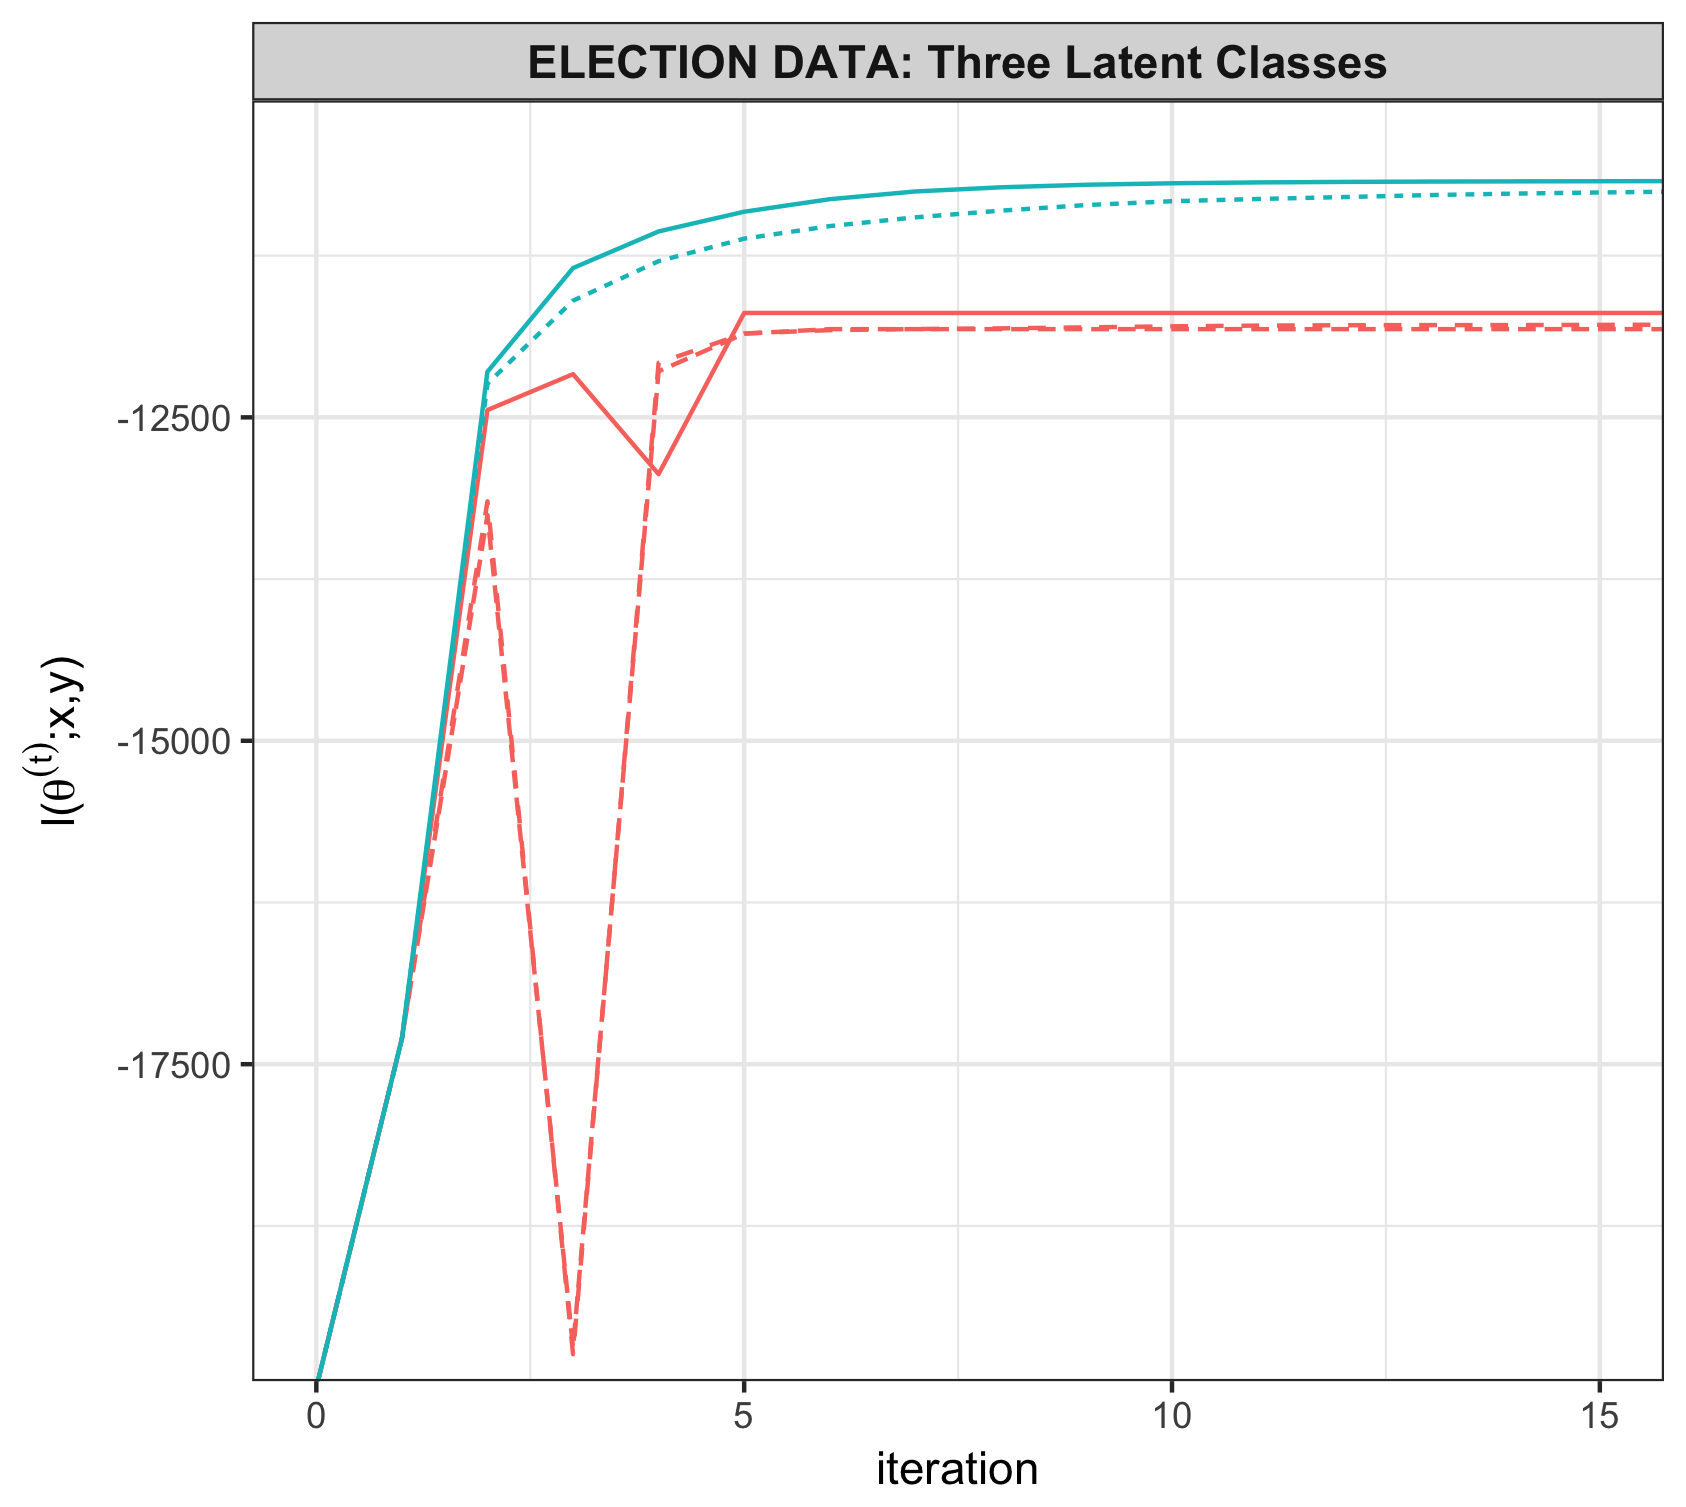 ELECTION DATA: Three Latent Classes
l(θ^(t);x,y)
-12500
-15000
-17500
0 5 10 15
iteration